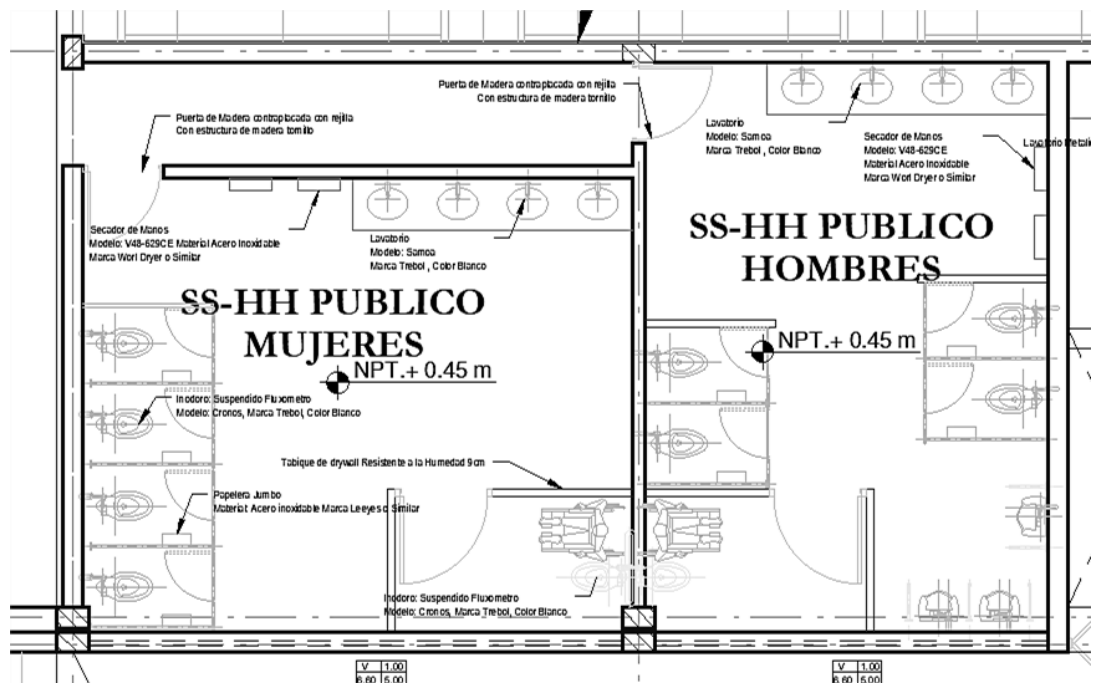 Puerta de Madera contraplacada con rejilla
Con estructura de madera tornillo
Puerta de Madera contraplacada con rejilla
Con estructura de madera tornillo
Lavatorio
Modelo: Samoa
Marca Trebol , Color Blanco
Secador de Manos
Modelo: V48-629CE
Material Acero Inoxidable
Marca Worl Dryer o Similar
Lavatorio Metali
SS-HH PUBLICO
HOMBRES
NPT.+ 0.45 m
Secador de Manos
Modelo: V48-629CE Material Acero Inoxidable
Marca Worl Dryer o Similar
Lavatorio
Modelo: Samoa
Marca Trebol , Color Blanco
SS-HH PUBLICO
MUJERES
NPT.+ 0.45 m
Inodoro: Suspendido Fluxometro
Modelo: Cronos, Marca Trebol, Color Blanco
Tabique de drywall Resistente a la Humedad 9cm
Papelera Jumbo
Material: Acero inoxidable Marca Leeyes o Similar
Inodoro: Suspendido Fluxometro
Modelo: Cronos, Marca Trebol, Color Blanco
V 1.00
6.60 5.00
V 1.00
6.60 5.00